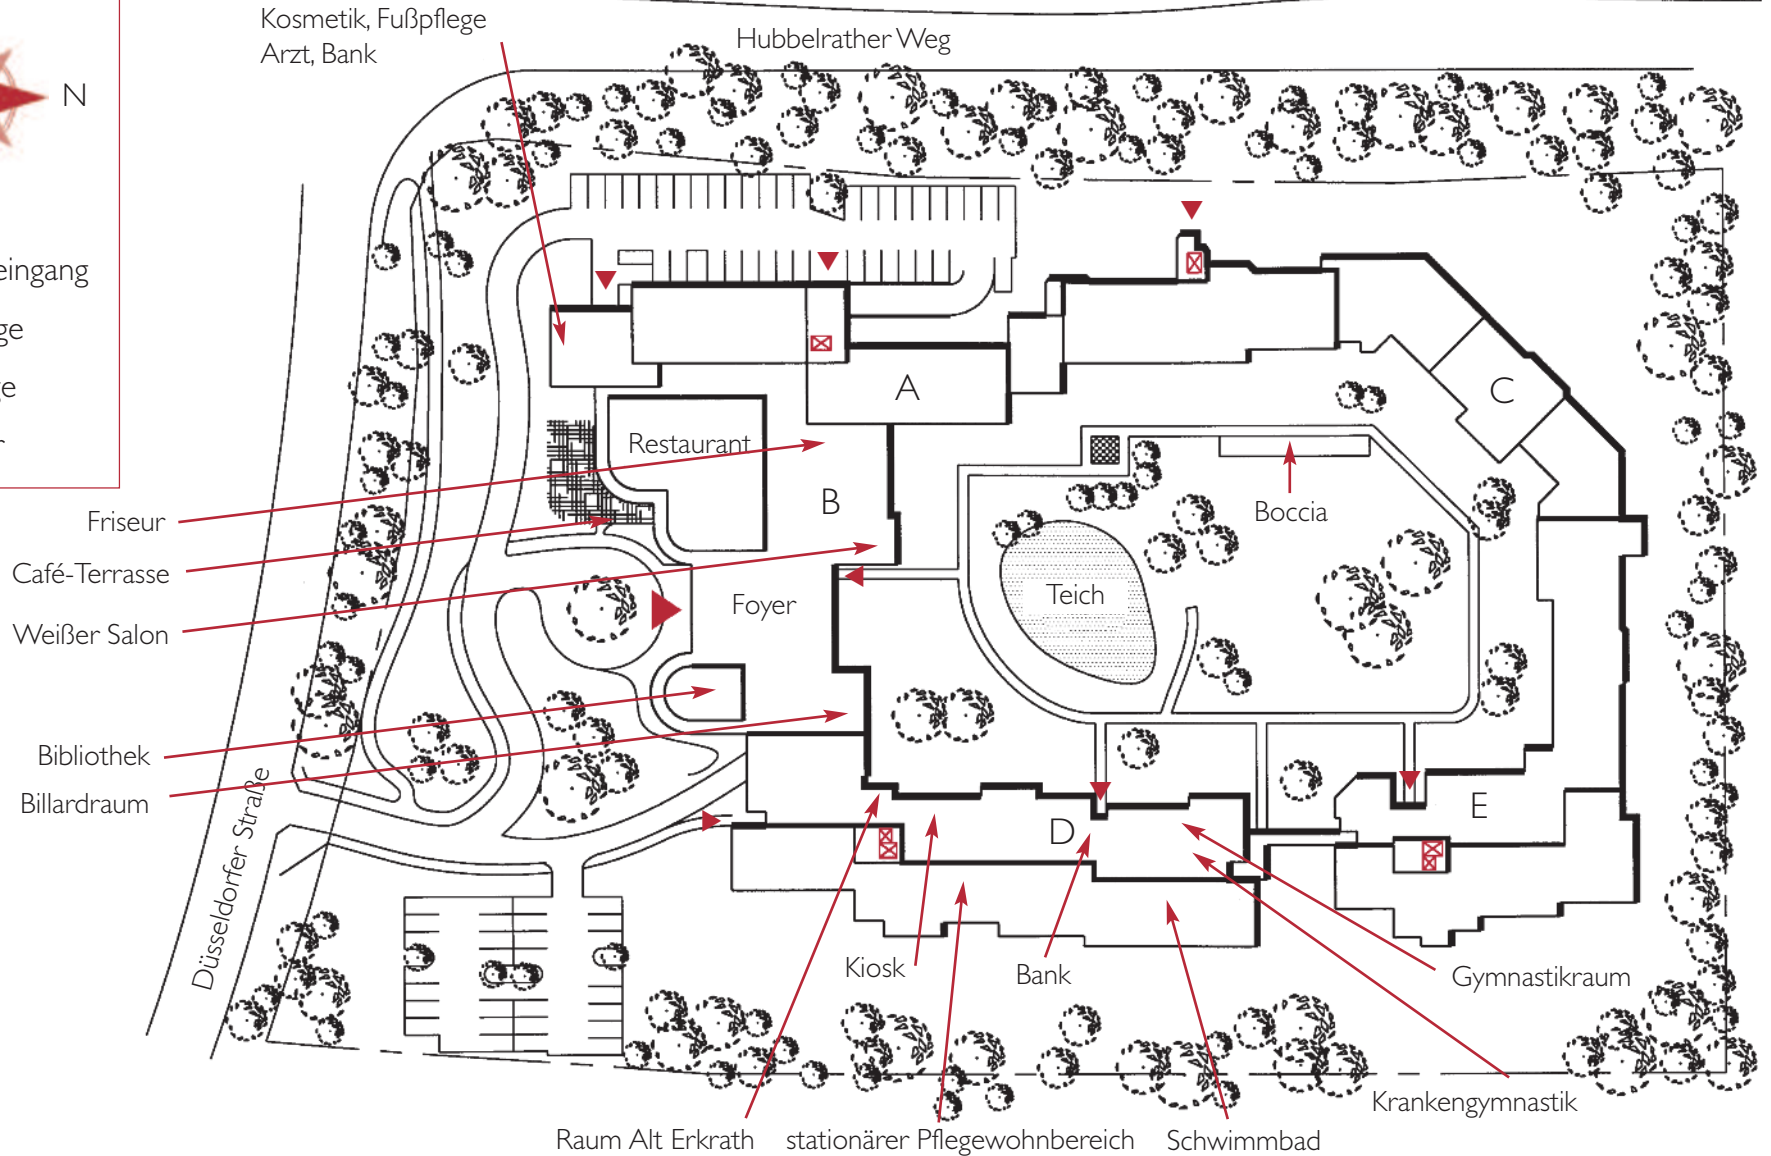 Kosmetik, Fußpflege
Arzt, Bank
Hubbelrather Weg
N
eingang
ge
ge
r
A
C
Restaurant
B
Friseur
Boccia
Café-Terrasse
Teich
Foyer
Weißer Salon
Bibliothek
Billardraum
E
D
Düsseldorfer Straße
Kiosk
Bank
Gymnastikraum
Krankengymnastik
Raum Alt Erkrath
stationärer Pflegewohnbereich
Schwimmbad